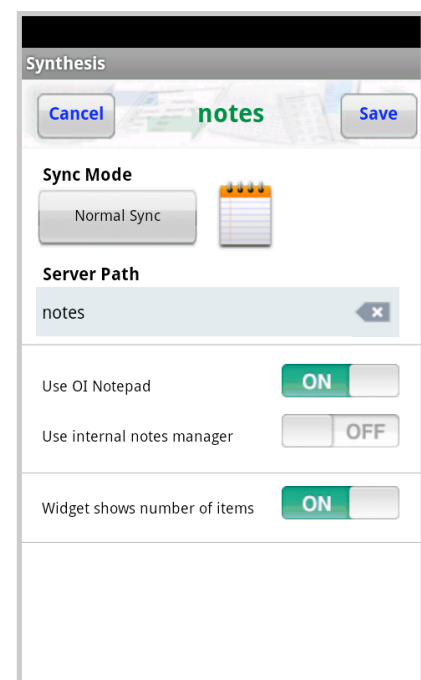 Synthesis
Cancel notes Save
Sync Mode
Normal Sync
Server Path
notes
Use OI Notepad ON
Use internal notes manager OFF
Widget shows number of items ON